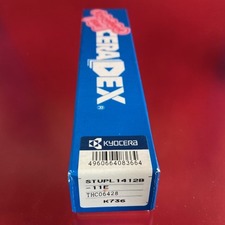 CERADEX
KYOCERA
4960664083664
STUPL1412B
-11E
THC06428
K736